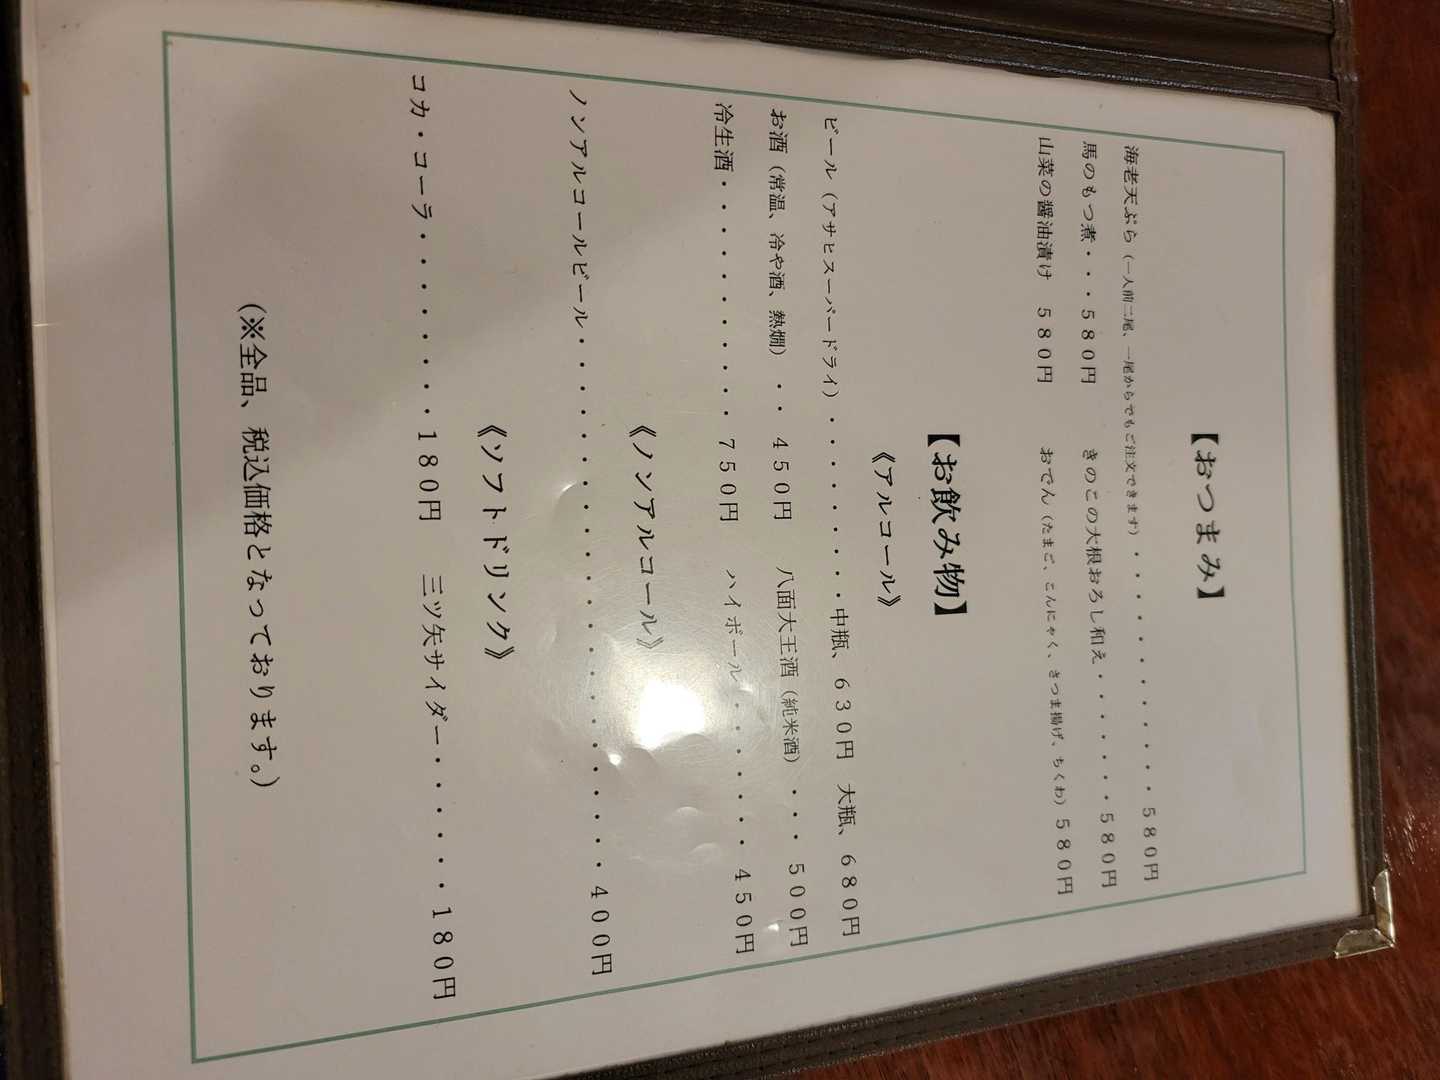 【おつまみ】
海老天ぷら（一人前二尾、一尾からでもご注文できます）・・・・・・・・・・・・580円
馬のもつ煮・・・580円　きのこの大根おろし和え・・・・・・・580円
山菜の醤油漬け　580円　おでん（たまご、こんにゃく、さつま揚げ、ちくわ）580円
【お飲み物】
《アルコール》
ビール（アサヒスーパードライ）・・・・・・・・中瓶、630円　大瓶、680円
お酒（常温、冷や酒、熱燗）・・450円　八面大王酒（純米酒）・・・500円
冷生酒・・・・・・・・・・750円　ハイボール・・・・・・・450円
《ノンアルコール》
ノンアルコールビール・・・・・・・・・・・・・・・・・・・・・・・400円
《ソフトドリンク》
コカ・コーラ・・・・・・・・180円　三ツ矢サイダー・・・・・・・180円
（※全品、税込価格となっております。）